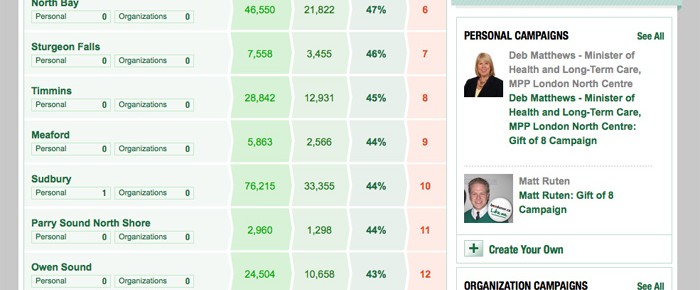 North Bay
Personal 0 Organizations 0 46,550 21,822 47% 6
Sturgeon Falls
Personal 0 Organizations 0 7,558 3,455 46% 7
Timmins
Personal 0 Organizations 0 28,842 12,931 45% 8
Meaford
Personal 0 Organizations 0 5,863 2,566 44% 9
Sudbury
Personal 1 Organizations 0 76,215 33,355 44% 10
Parry Sound North Shore
Personal 0 Organizations 0 2,960 1,298 44% 11
Owen Sound
Personal 0 Organizations 0 24,504 10,658 43% 12
PERSONAL CAMPAIGNS See All
Deb Matthews - Minister of
Health and Long-Term Care,
MPP London North Centre
Deb Matthews - Minister of
Health and Long-Term Care,
MPP London North Centre:
Gift of 8 Campaign
Matt Ruten
Matt Ruten: Gift of 8
Campaign
+ Create Your Own
ORGANIZATION CAMPAIGNS See All